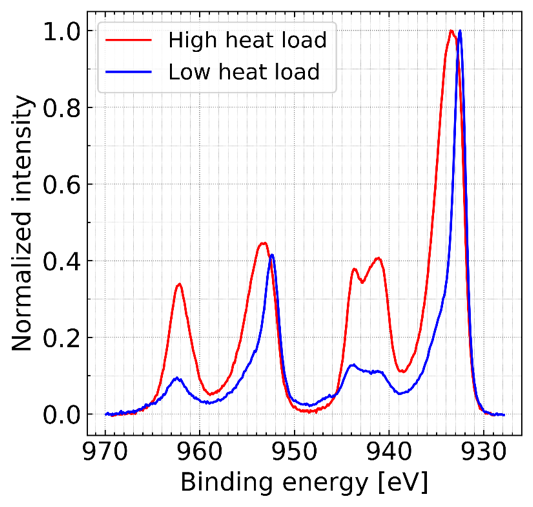 High heat load
Low heat load
Normalized intensity
1.0
0.8
0.6
0.4
0.2
0.0
970 960 950 940 930
Binding energy [eV]